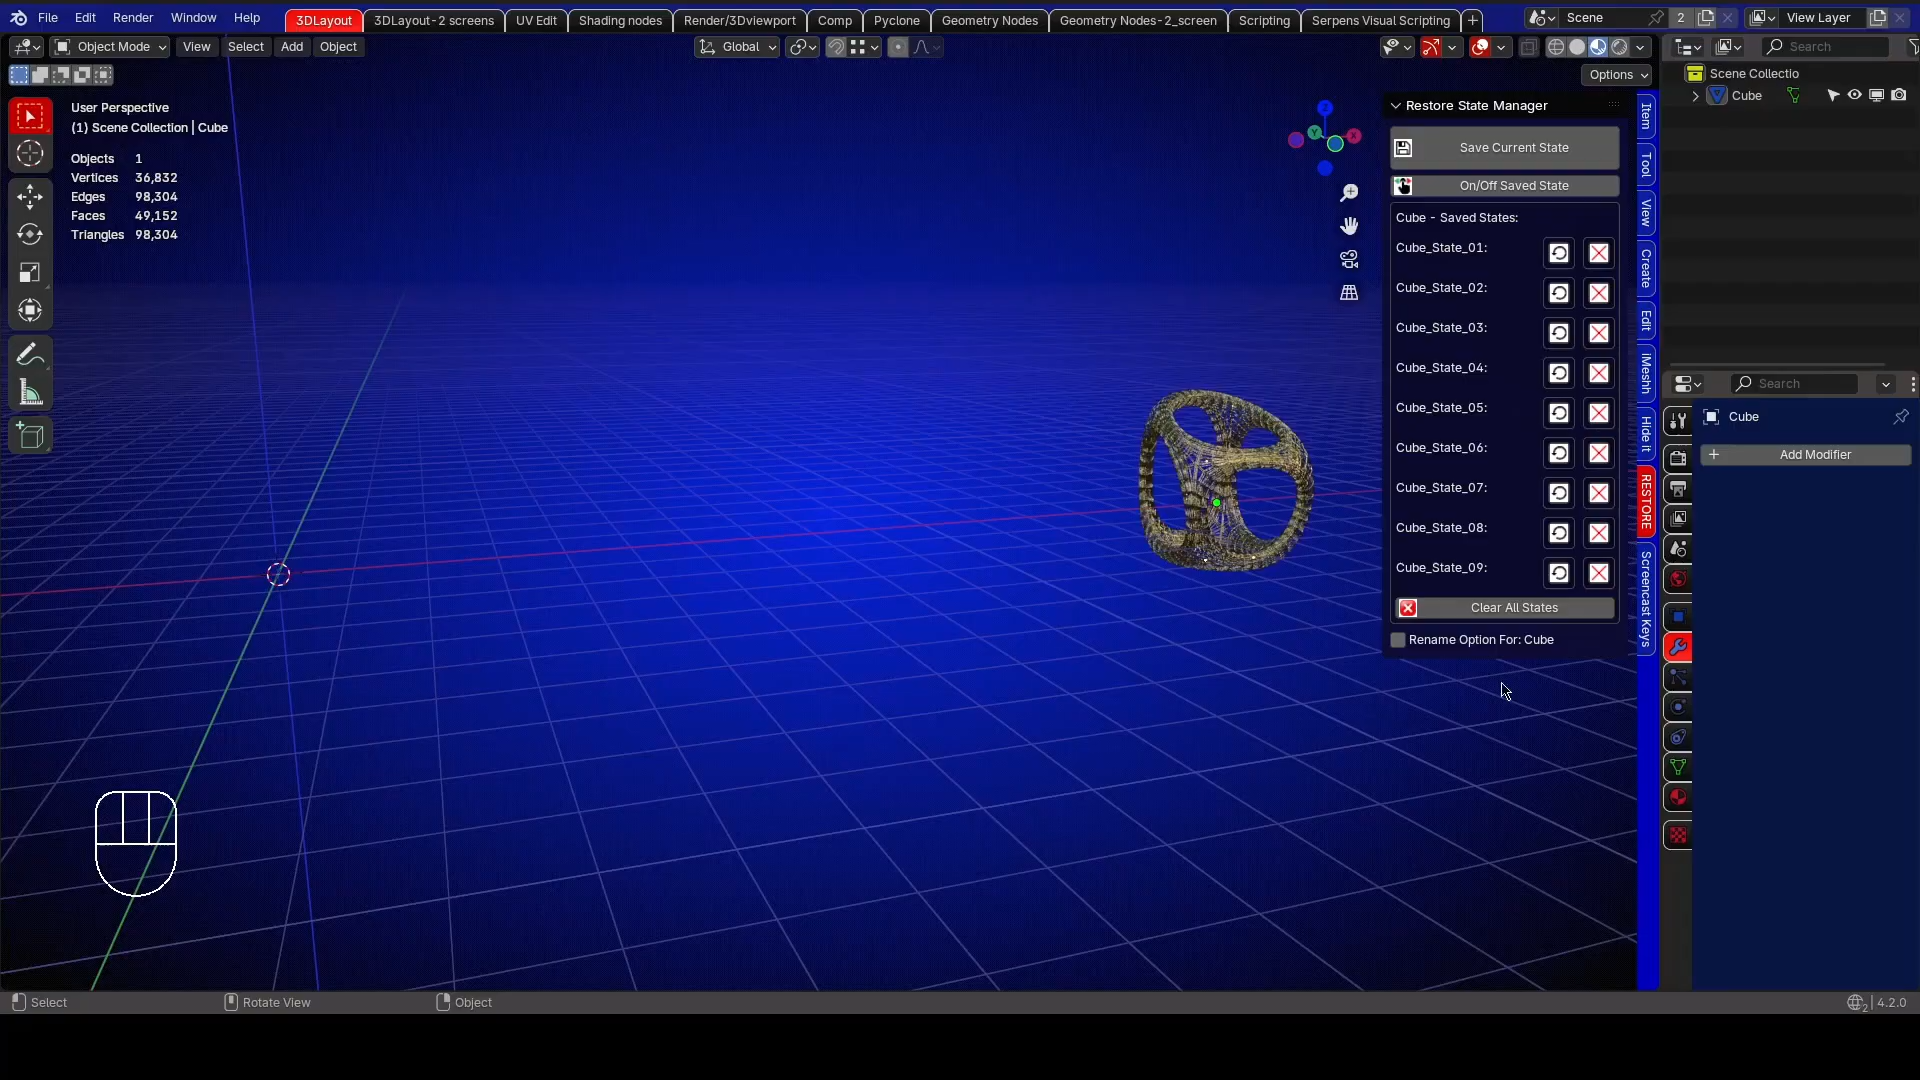 File Edit Render Window Help 3DLayout 3DLayout-2 screens UV Edit Shading nodes Render/3Dviewport Comp Pyclone Geometry Nodes Geometry Nodes-2_screen Scripting Serpens Visual Scripting + Scene 2 View Layer
Object Mode View Select Add Object Global
Search
Options
User Perspective
(1) Scene Collection | Cube
Objects 1
Vertices 36,832
Edges 98,304
Faces 49,152
Triangles 98,304
Z
Y
X
Restore State Manager
Save Current State
On/Off Saved State
Cube - Saved States:
Cube_State_01:
Cube_State_02:
Cube_State_03:
Cube_State_04:
Cube_State_05:
Cube_State_06:
Cube_State_07:
Cube_State_08:
Cube_State_09:
Clear All States
Rename Option For: Cube
Item
Tool
View
Create
Edit
iMeshh
Hide it
RESTORE
Screencast Keys
Scene Collectio
Cube
Search
Cube
+ Add Modifier
Select Rotate View Object 2 | 4.2.0